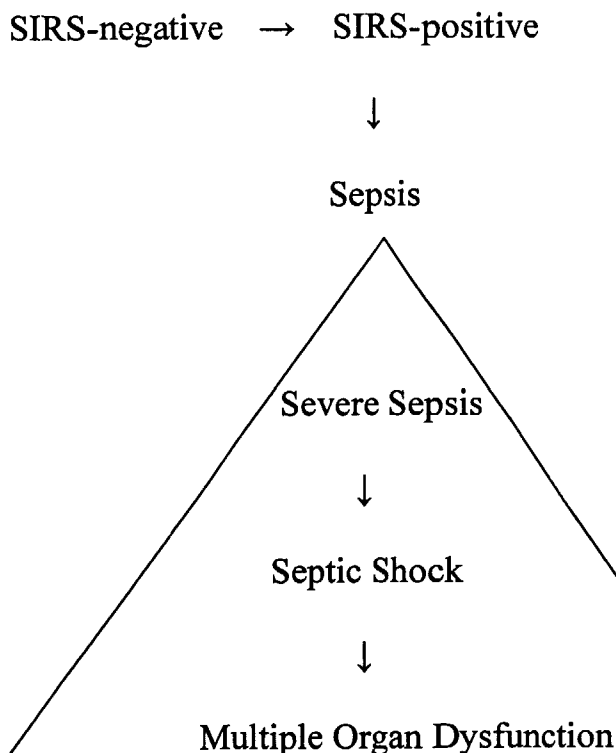 SIRS-negative → SIRS-positive
↓
Sepsis
Severe Sepsis
↓
Septic Shock
↓
Multiple Organ Dysfunction